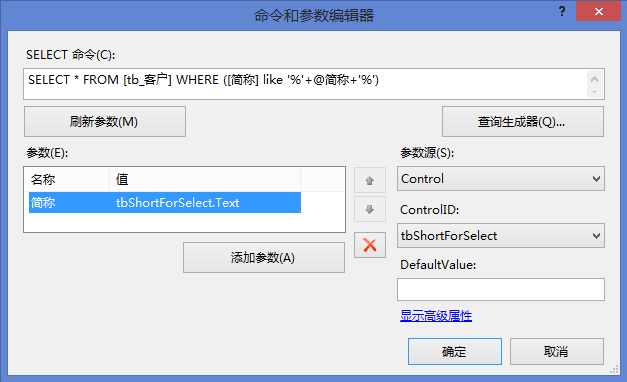 命令和参数编辑器
SELECT 命令(C):
SELECT * FROM [tb_客户] WHERE ([简称] like '%'+@简称+'%')
刷新参数(M)
查询生成器(Q)...
参数(E):
名称 值
简称 tbShortForSelect.Text
添加参数(A)
参数源(S):
Control
ControlID:
tbShortForSelect
DefaultValue:
显示高级属性
确定
取消